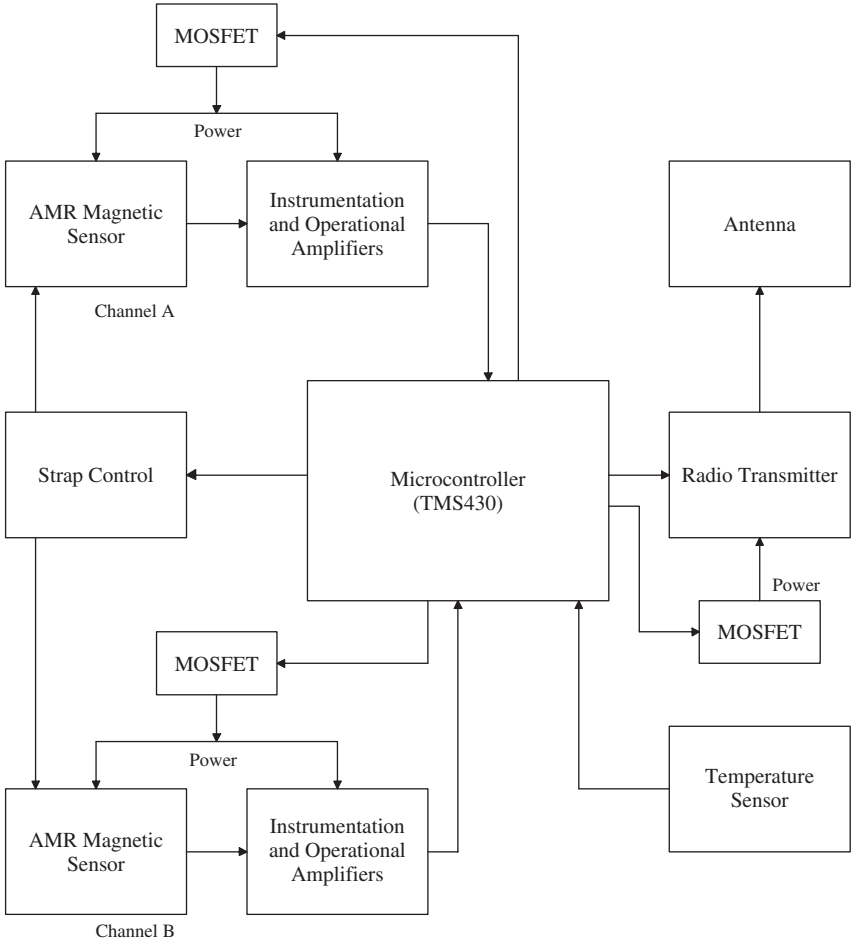 MOSFET
Power
AMR Magnetic
Sensor
Instrumentation
and Operational
Amplifiers
Antenna
Channel A
Strap Control
Microcontroller
(TMS430)
Radio Transmitter
Power
MOSFET
MOSFET
Power
Temperature
Sensor
AMR Magnetic
Sensor
Instrumentation
and Operational
Amplifiers
Channel B